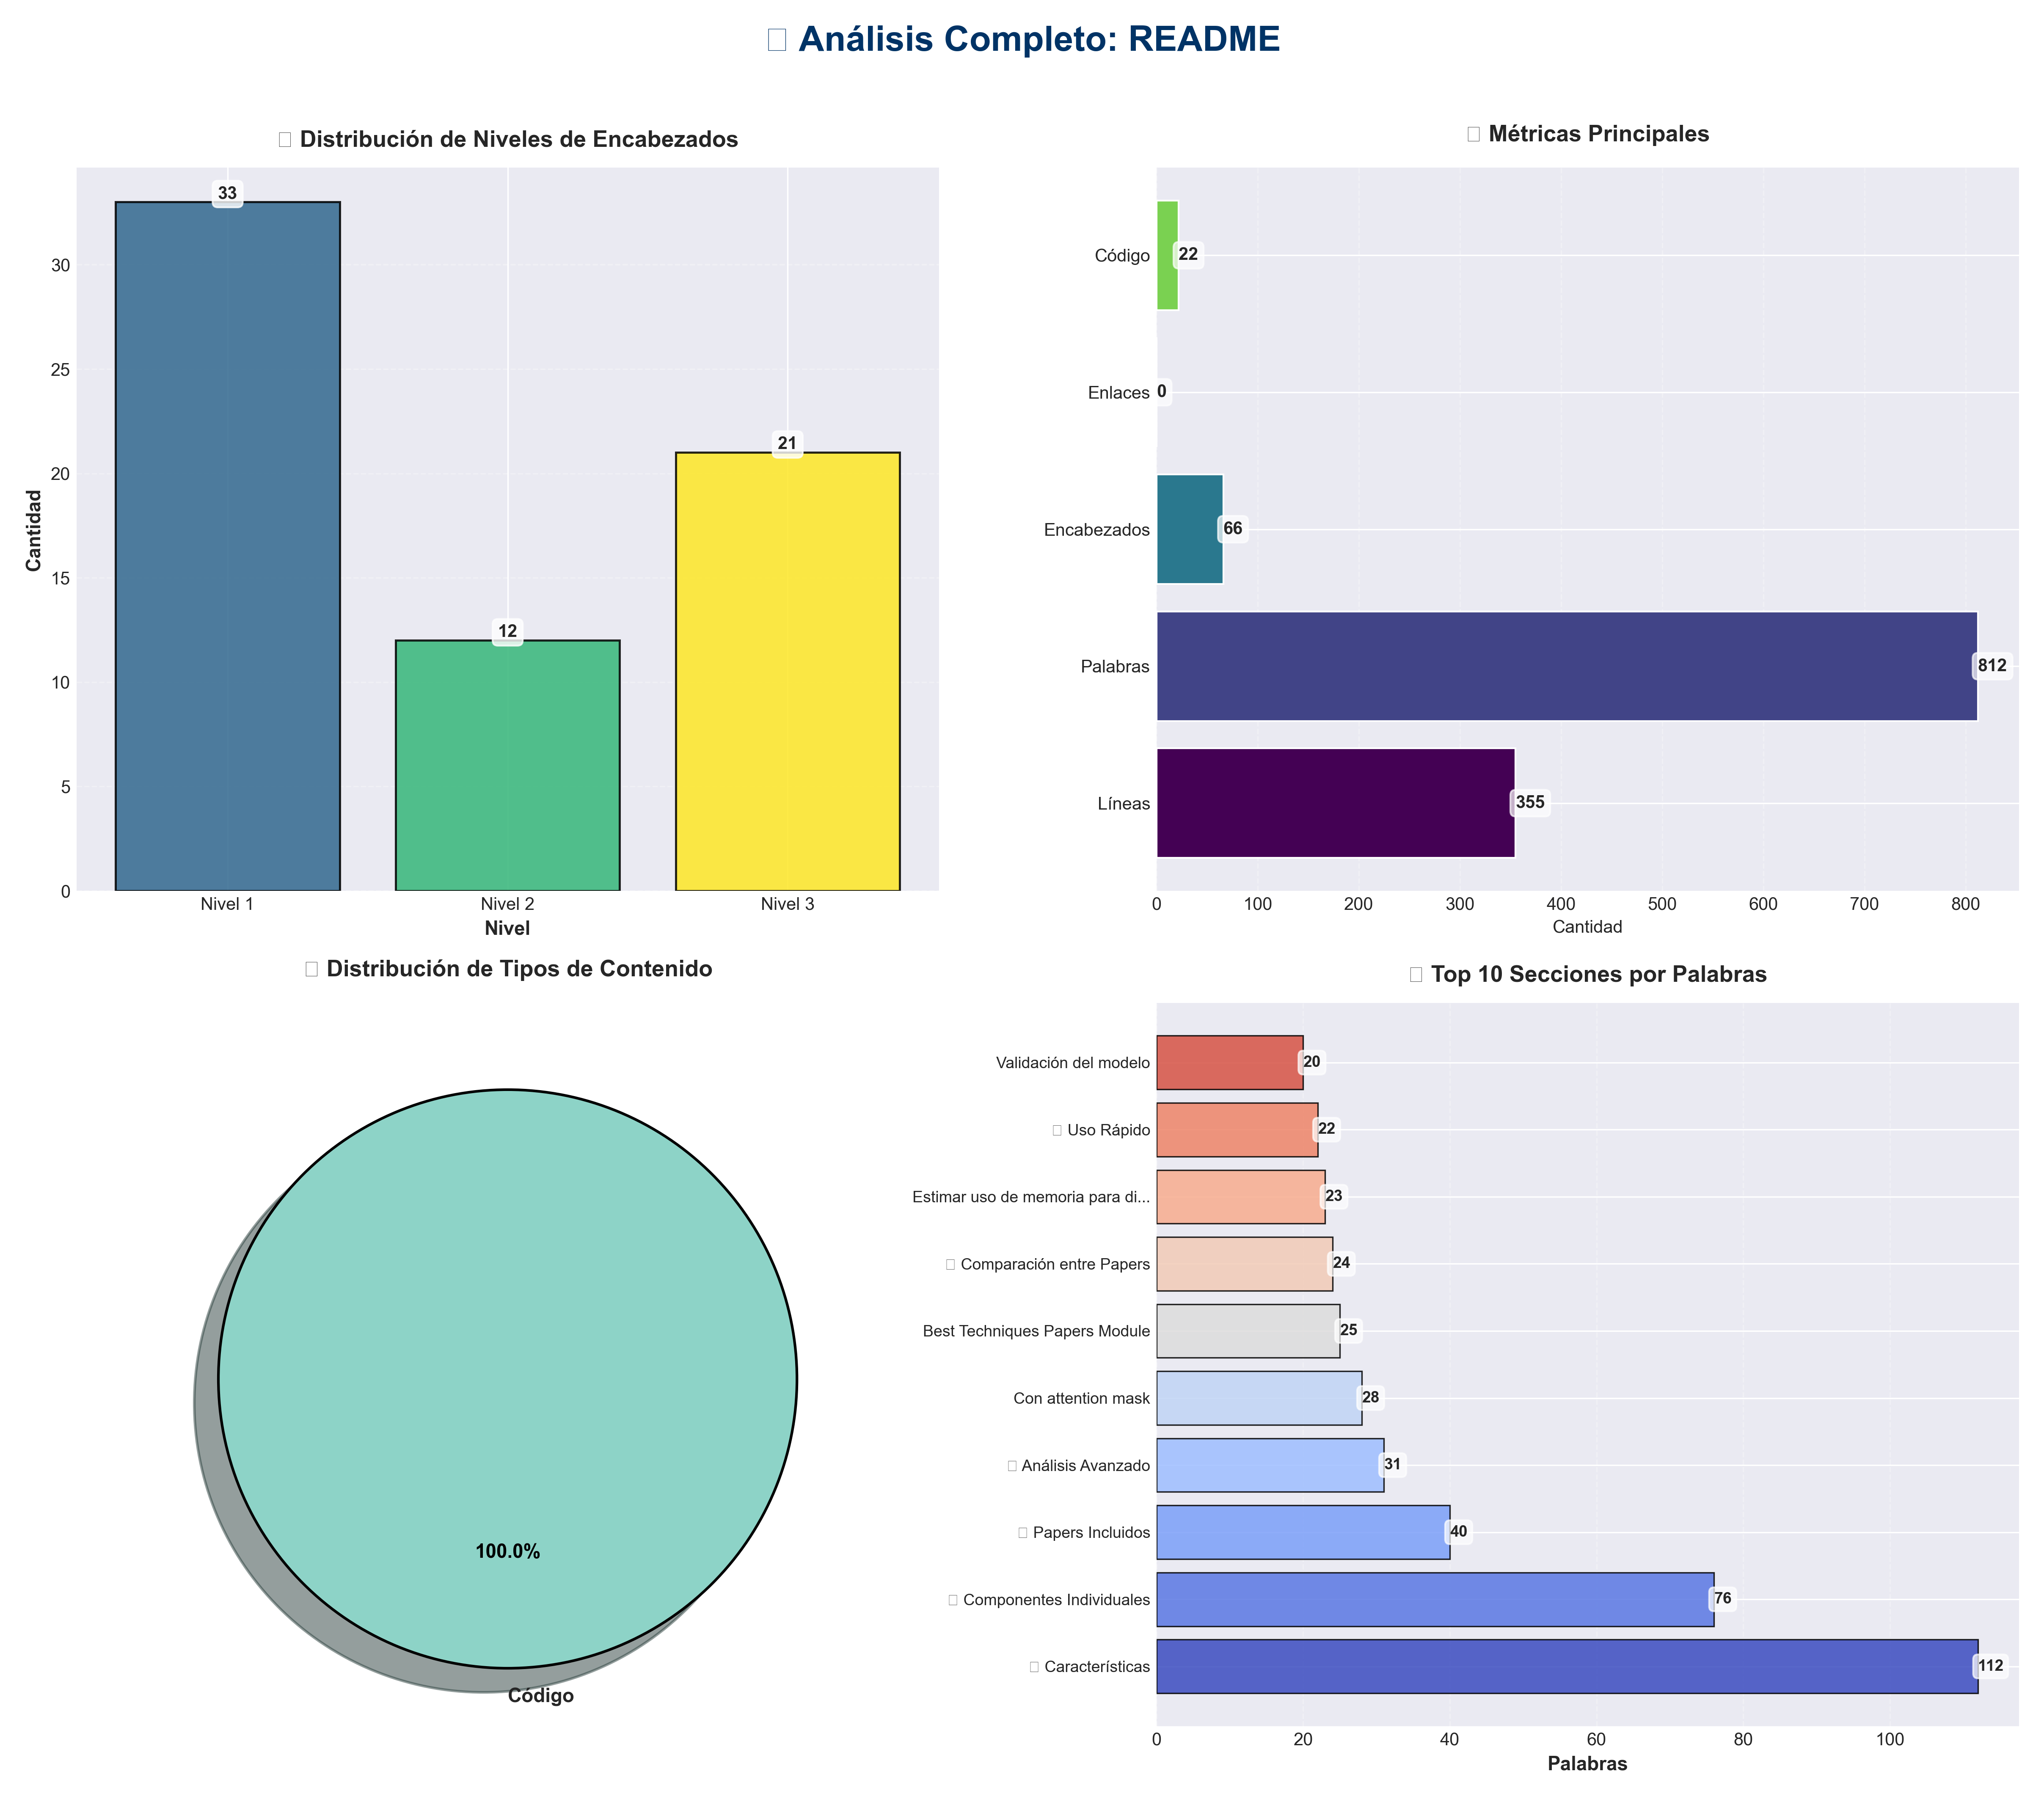 Análisis Completo: README
Distribución de Niveles de Encabezados
33
12
21
30
25
20
15
10
5
0
Cantidad
Nivel 1
Nivel 2
Nivel 3
Nivel
Métricas Principales
Código
22
Enlaces
0
Encabezados
66
Palabras
812
Líneas
355
0
100
200
300
400
500
600
700
800
Cantidad
Distribución de Tipos de Contenido
100.0%
Código
Top 10 Secciones por Palabras
Validación del modelo
20
Uso Rápido
22
Estimar uso de memoria para di...
23
Comparación entre Papers
24
Best Techniques Papers Module
25
Con attention mask
28
Análisis Avanzado
31
Papers Incluidos
40
Componentes Individuales
76
Características
112
0
20
40
60
80
100
Palabras